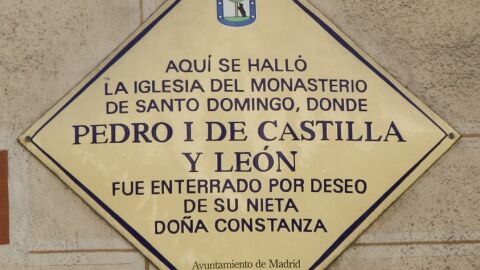 AQUÍ SE HALLÓ
LA IGLESIA DEL MONASTERIO
DE SANTO DOMINGO, DONDE
PEDRO I DE CASTILLA
Y LEÓN
FUE ENTERRADO POR DESEO
DE SU NIETA
DOÑA CONSTANZA
Ayuntamiento de Madrid